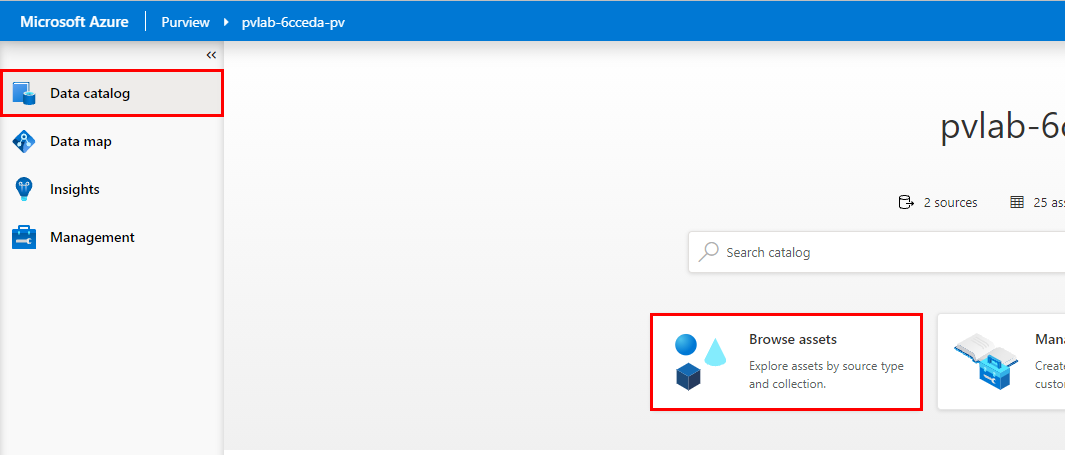 Microsoft Azure Purview pvlab-6cceda-pv
«
Data catalog
Data map
Insights
Management
pvlab-6c
2 sources 25 ass
Search catalog
Browse assets
Explore assets by source type
and collection.
Mana
Create
custom